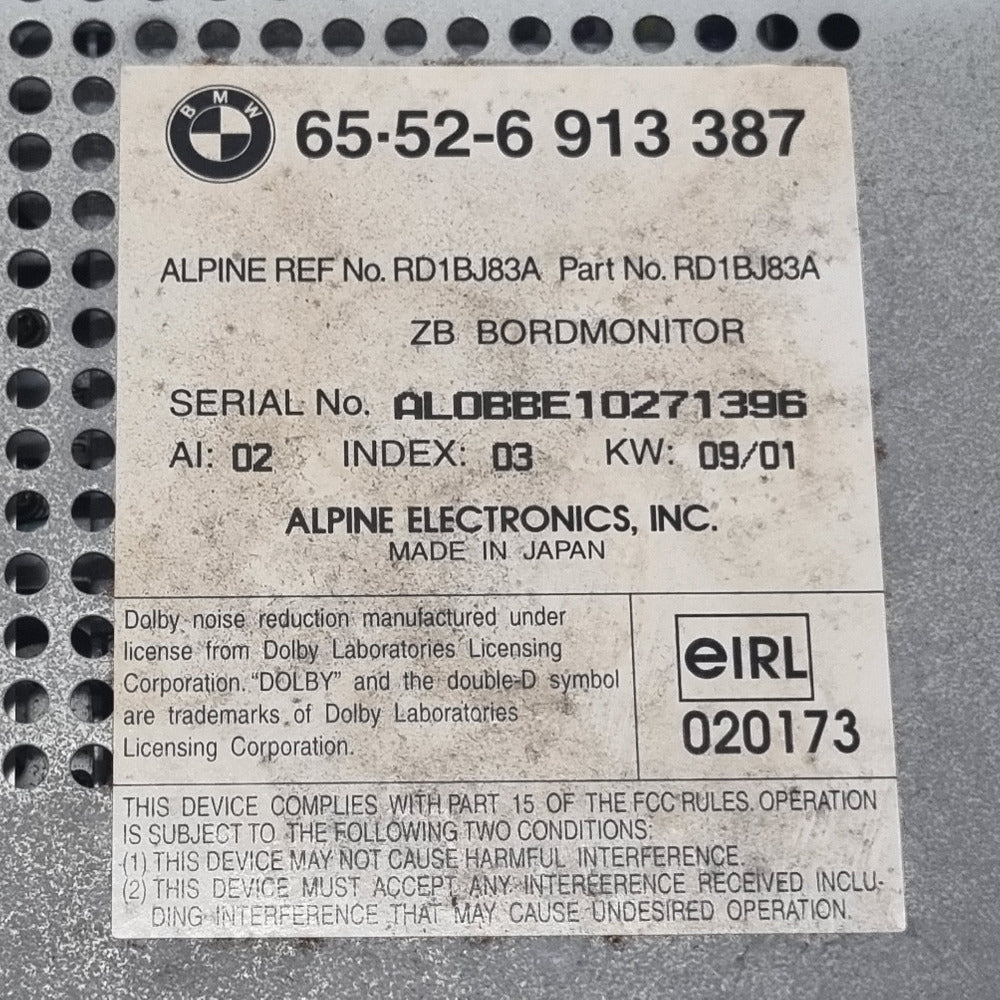 BMW 65·52-6 913 387
ALPINE REF No. RD1BJ83A Part No. RD1BJ83A
ZB BORDMONITOR
SERIAL No. AL0BBE10271396
AI: 02 INDEX: 03 KW: 09/01
ALPINE ELECTRONICS, INC.
MADE IN JAPAN
Dolby noise reduction manufactured under
license from Dolby Laboratories Licensing
Corporation. “DOLBY” and the double-D symbol
are trademarks of Dolby Laboratories
Licensing Corporation.
eIRL
020173
THIS DEVICE COMPLIES WITH PART 15 OF THE FCC RULES. OPERATION
IS SUBJECT TO THE FOLLOWING TWO CONDITIONS:
(1) THIS DEVICE MAY NOT CAUSE HARMFUL INTERFERENCE.
(2) THIS DEVICE MUST ACCEPT ANY INTERFERENCE RECEIVED INCLU-
DING INTERFERENCE THAT MAY CAUSE UNDESIRED OPERATION.